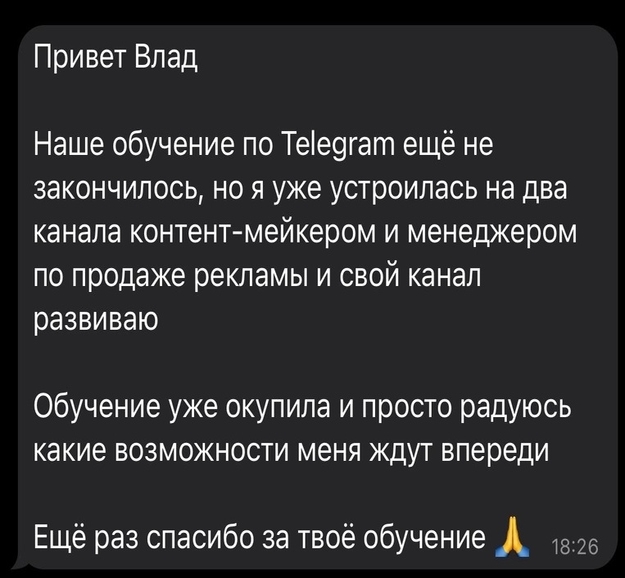 Привет Влад
Наше обучение по Telegram ещё не
закончилось, но я уже устроилась на два
канала контент-мейкером и менеджером
по продаже рекламы и свой канал
развиваю
Обучение уже окупила и просто радуюсь
какие возможности меня ждут впереди
Ещё раз спасибо за твоё обучение 🙏 18:26